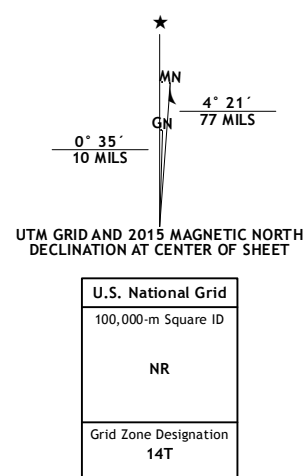 ★
MN
4° 21´
77 MILS
GN
0° 35´
10 MILS
UTM GRID AND 2015 MAGNETIC NORTH
DECLINATION AT CENTER OF SHEET
U.S. National Grid
100,000-m Square ID
NR
Grid Zone Designation
14T